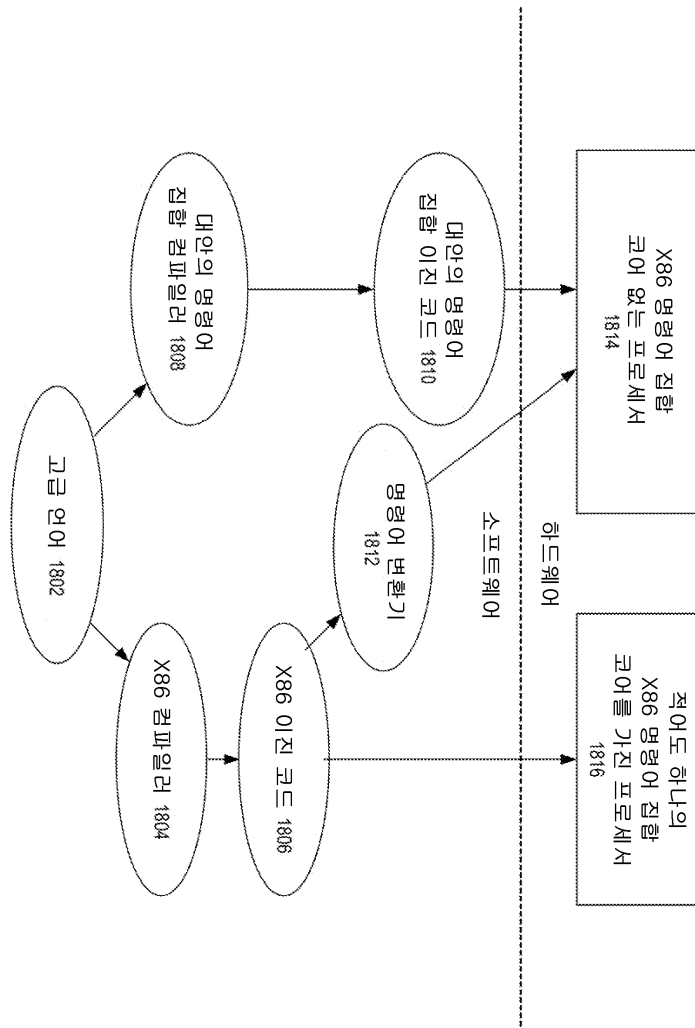 X86 명령어 집합
코어 없는 프로세서
1814
적어도 하나의
X86 명령어 집합
코어를 가진 프로세서
1816
하드웨어
소프트웨어
대안의 명령어
집합 이진 코드 1810
명령어 변환기
1812
대안의 명령어
집합 컴파일러 1808
X86 이진 코드 1806
X86 컴파일러 1804
고급 언어 1802